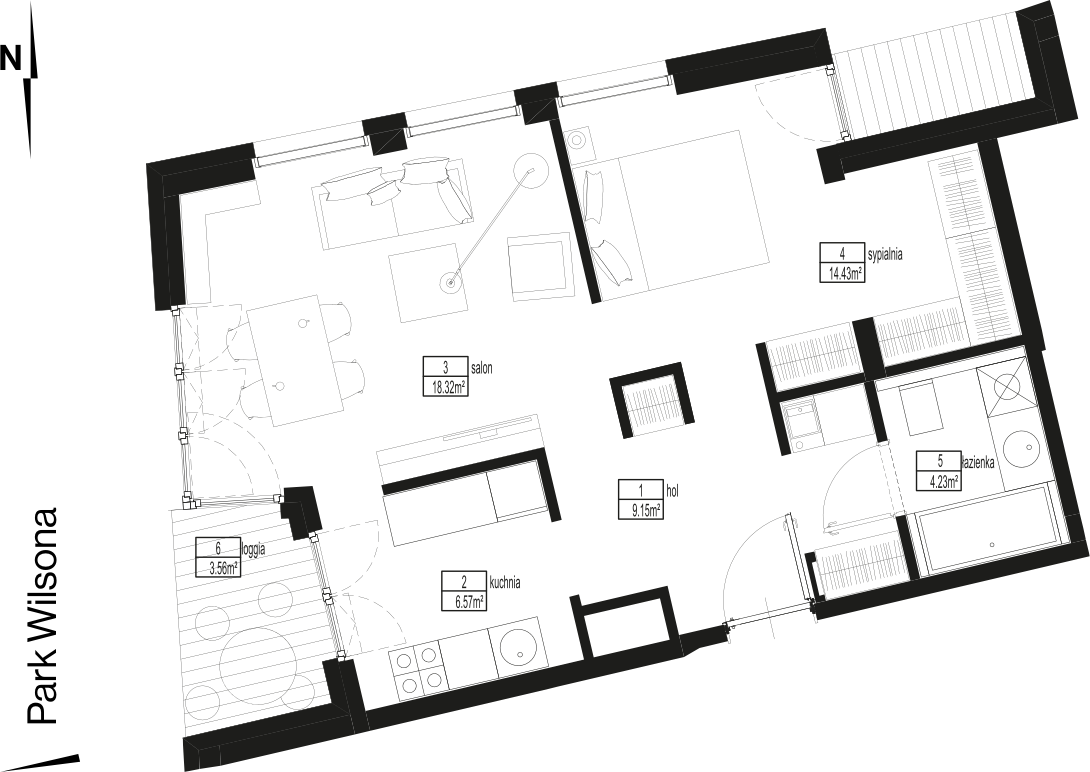 N
4 sypialnia
14.43m²
3 salon
18.32m²
5 łazienka
4.23m²
1 hol
9.15m²
6 loggia
3.56m²
2 kuchnia
6.57m²
Park Wilsona